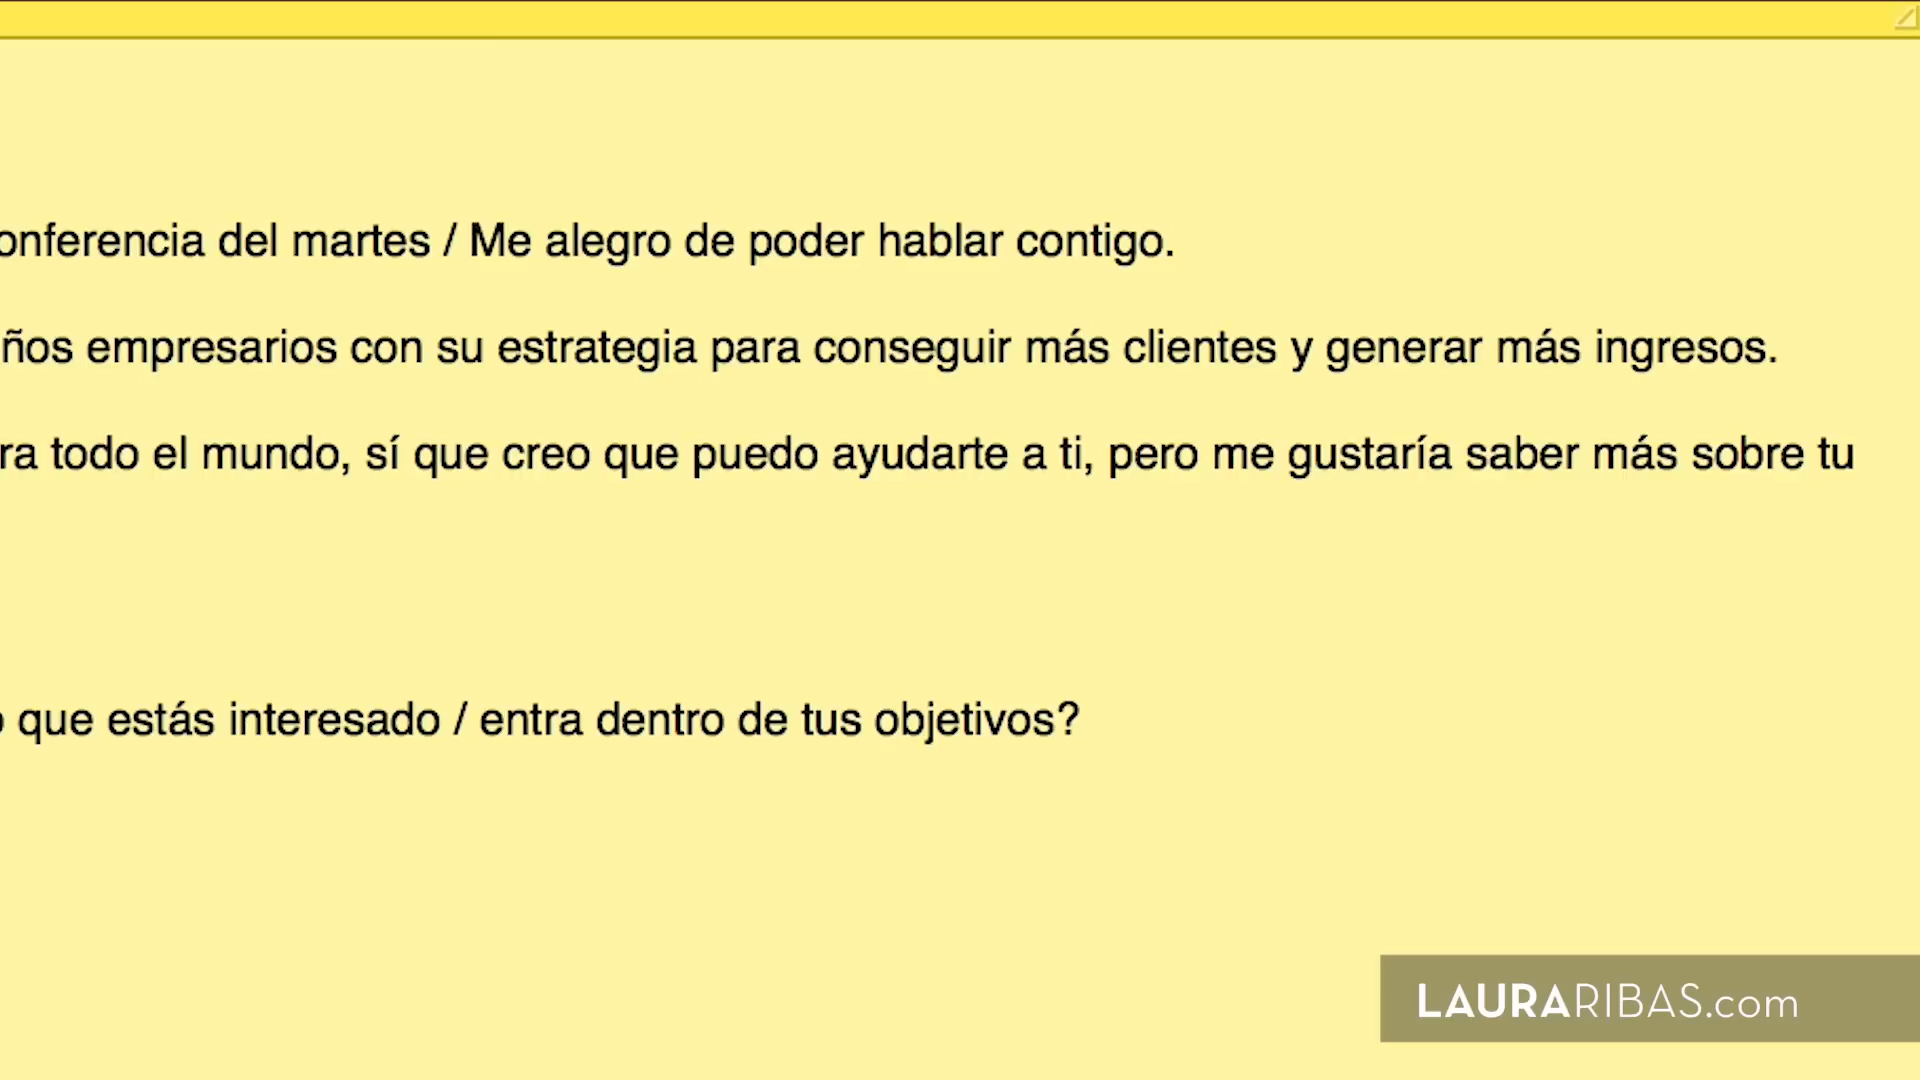 onferencia del martes / Me alegro de poder hablar contigo.
ños empresarios con su estrategia para conseguir más clientes y generar más ingresos.
ra todo el mundo, sí que creo que puedo ayudarte a ti, pero me gustaría saber más sobre tu
o que estás interesado / entra dentro de tus objetivos?
LAURARIBAS.com